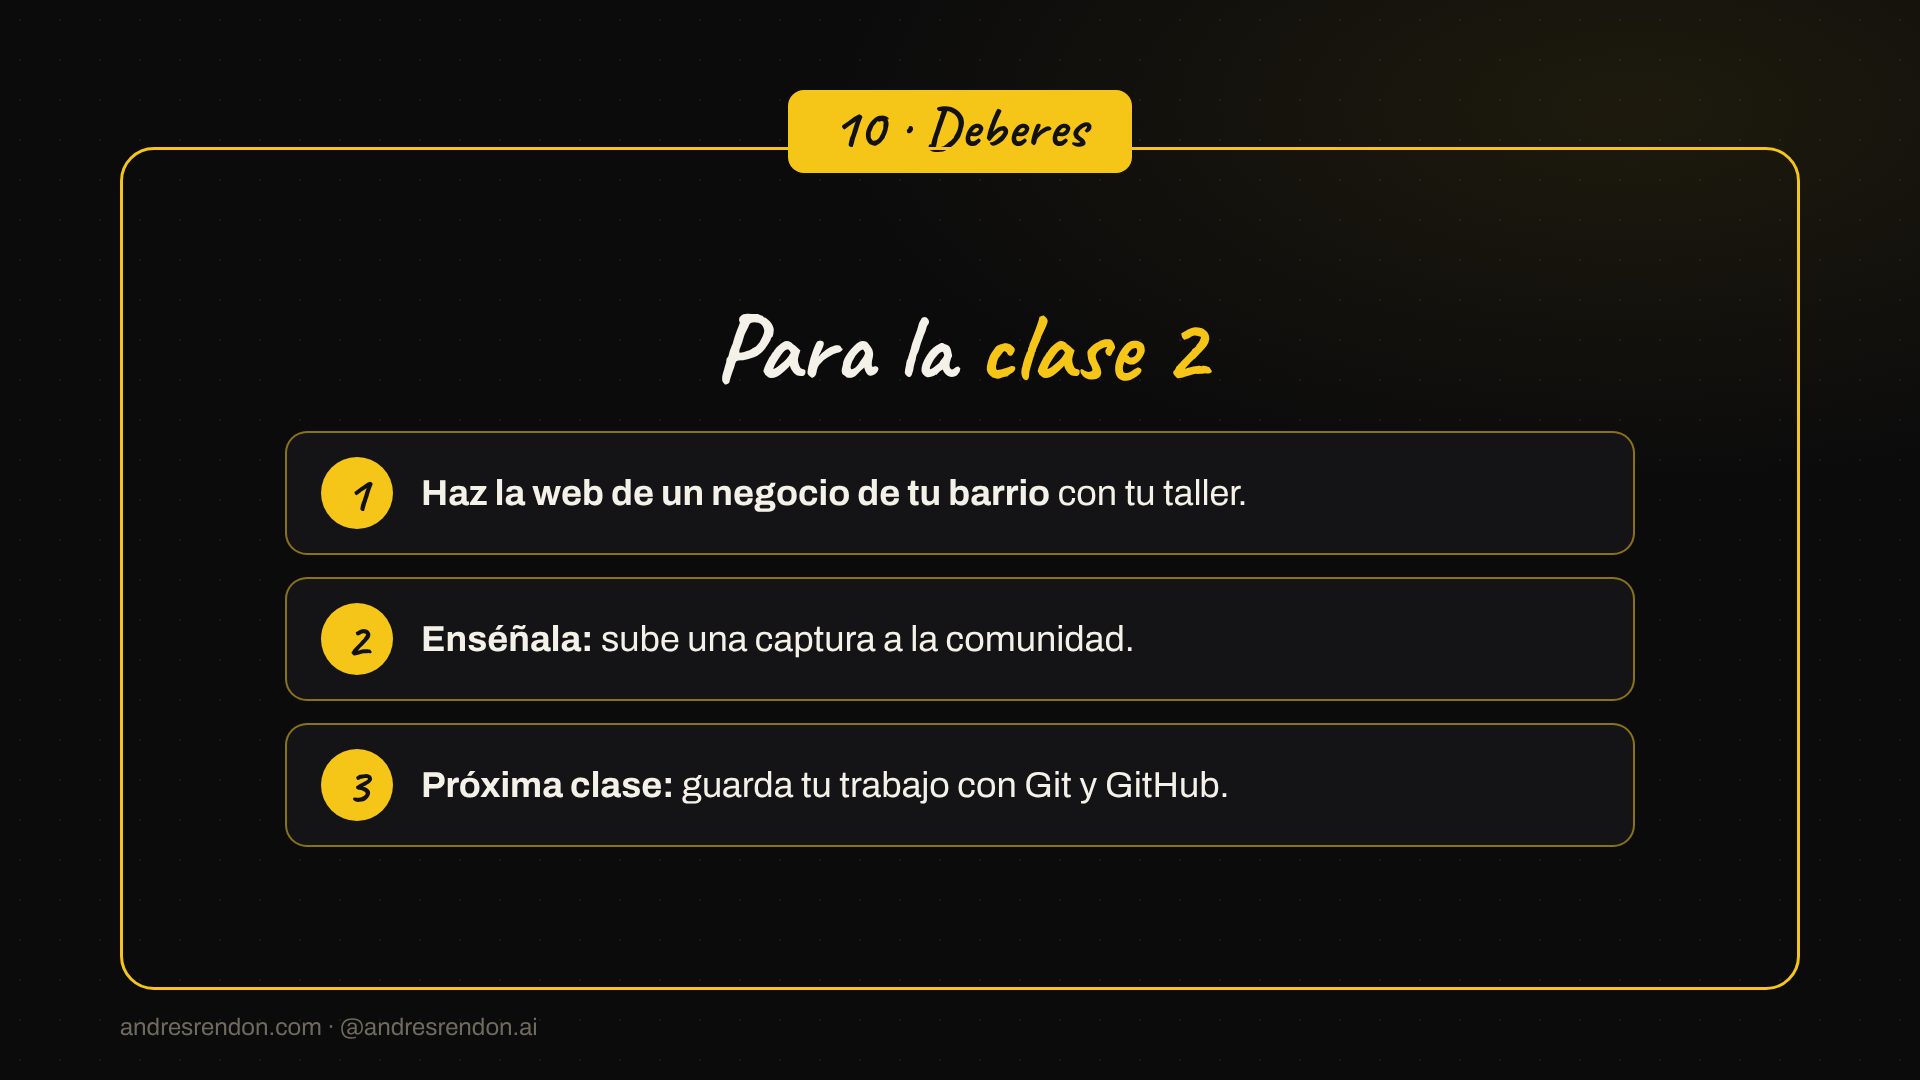 10 · Deberes
Para la clase 2
1 Haz la web de un negocio de tu barrio con tu taller.
2 Enséñala: sube una captura a la comunidad.
3 Próxima clase: guarda tu trabajo con Git y GitHub.
andresrendon.com · @andresrendon.ai